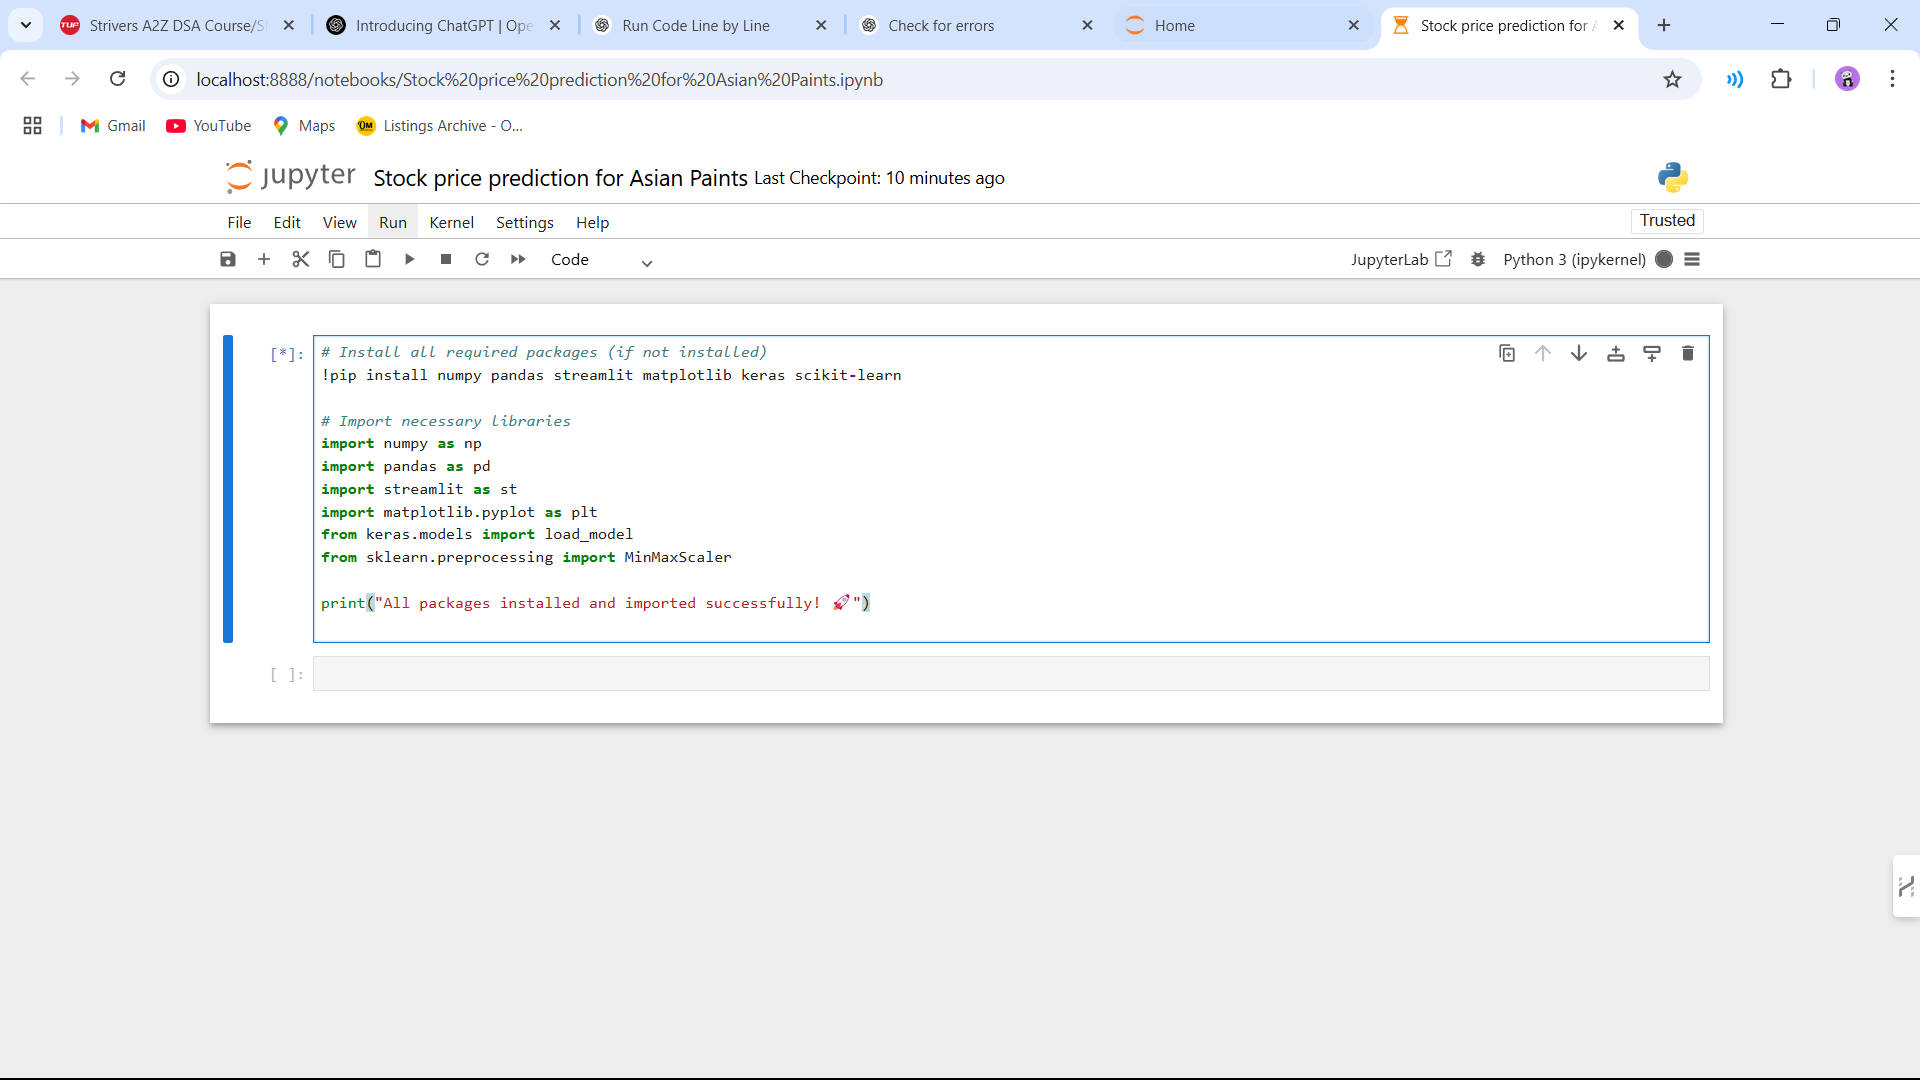 Strivers A2Z DSA Course/S
Introducing ChatGPT | Ope
Run Code Line by Line
Check for errors
Home
Stock price prediction for
localhost:8888/notebooks/Stock%20price%20prediction%20for%20Asian%20Paints.ipynb
Gmail
YouTube
Maps
Listings Archive - O...
jupyter
Stock price prediction for Asian Paints Last Checkpoint: 10 minutes ago
File Edit View Run Kernel Settings Help
Trusted
Code
JupyterLab
Python 3 (ipykernel)
[*]:
# Install all required packages (if not installed)
!pip install numpy pandas streamlit matplotlib keras scikit-learn
# Import necessary libraries
import numpy as np
import pandas as pd
import streamlit as st
import matplotlib.pyplot as plt
from keras.models import load_model
from sklearn.preprocessing import MinMaxScaler
print("All packages installed and imported successfully! 🚀")
[ ]: